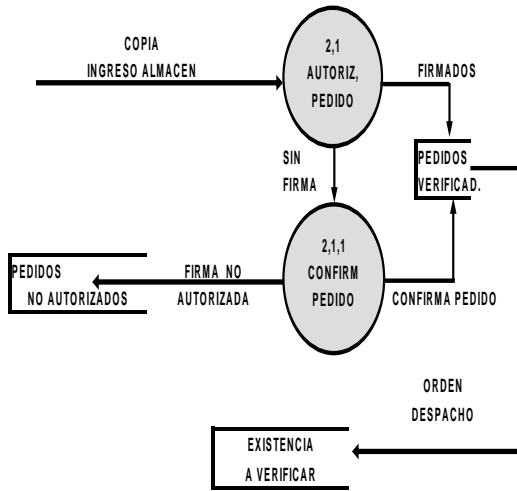 COPIA
INGRESO ALMACEN
2,1
AUTORIZ,
PEDIDO
FIRMADOS
SIN
FIRMA
PEDIDOS
VERIFICAD.
2,1,1
CONFIRM
PEDIDO
PEDIDOS
NO AUTORIZADOS
FIRMA NO
AUTORIZADA
CONFIRMA PEDIDO
ORDEN
DESPACHO
EXISTENCIA
A VERIFICAR